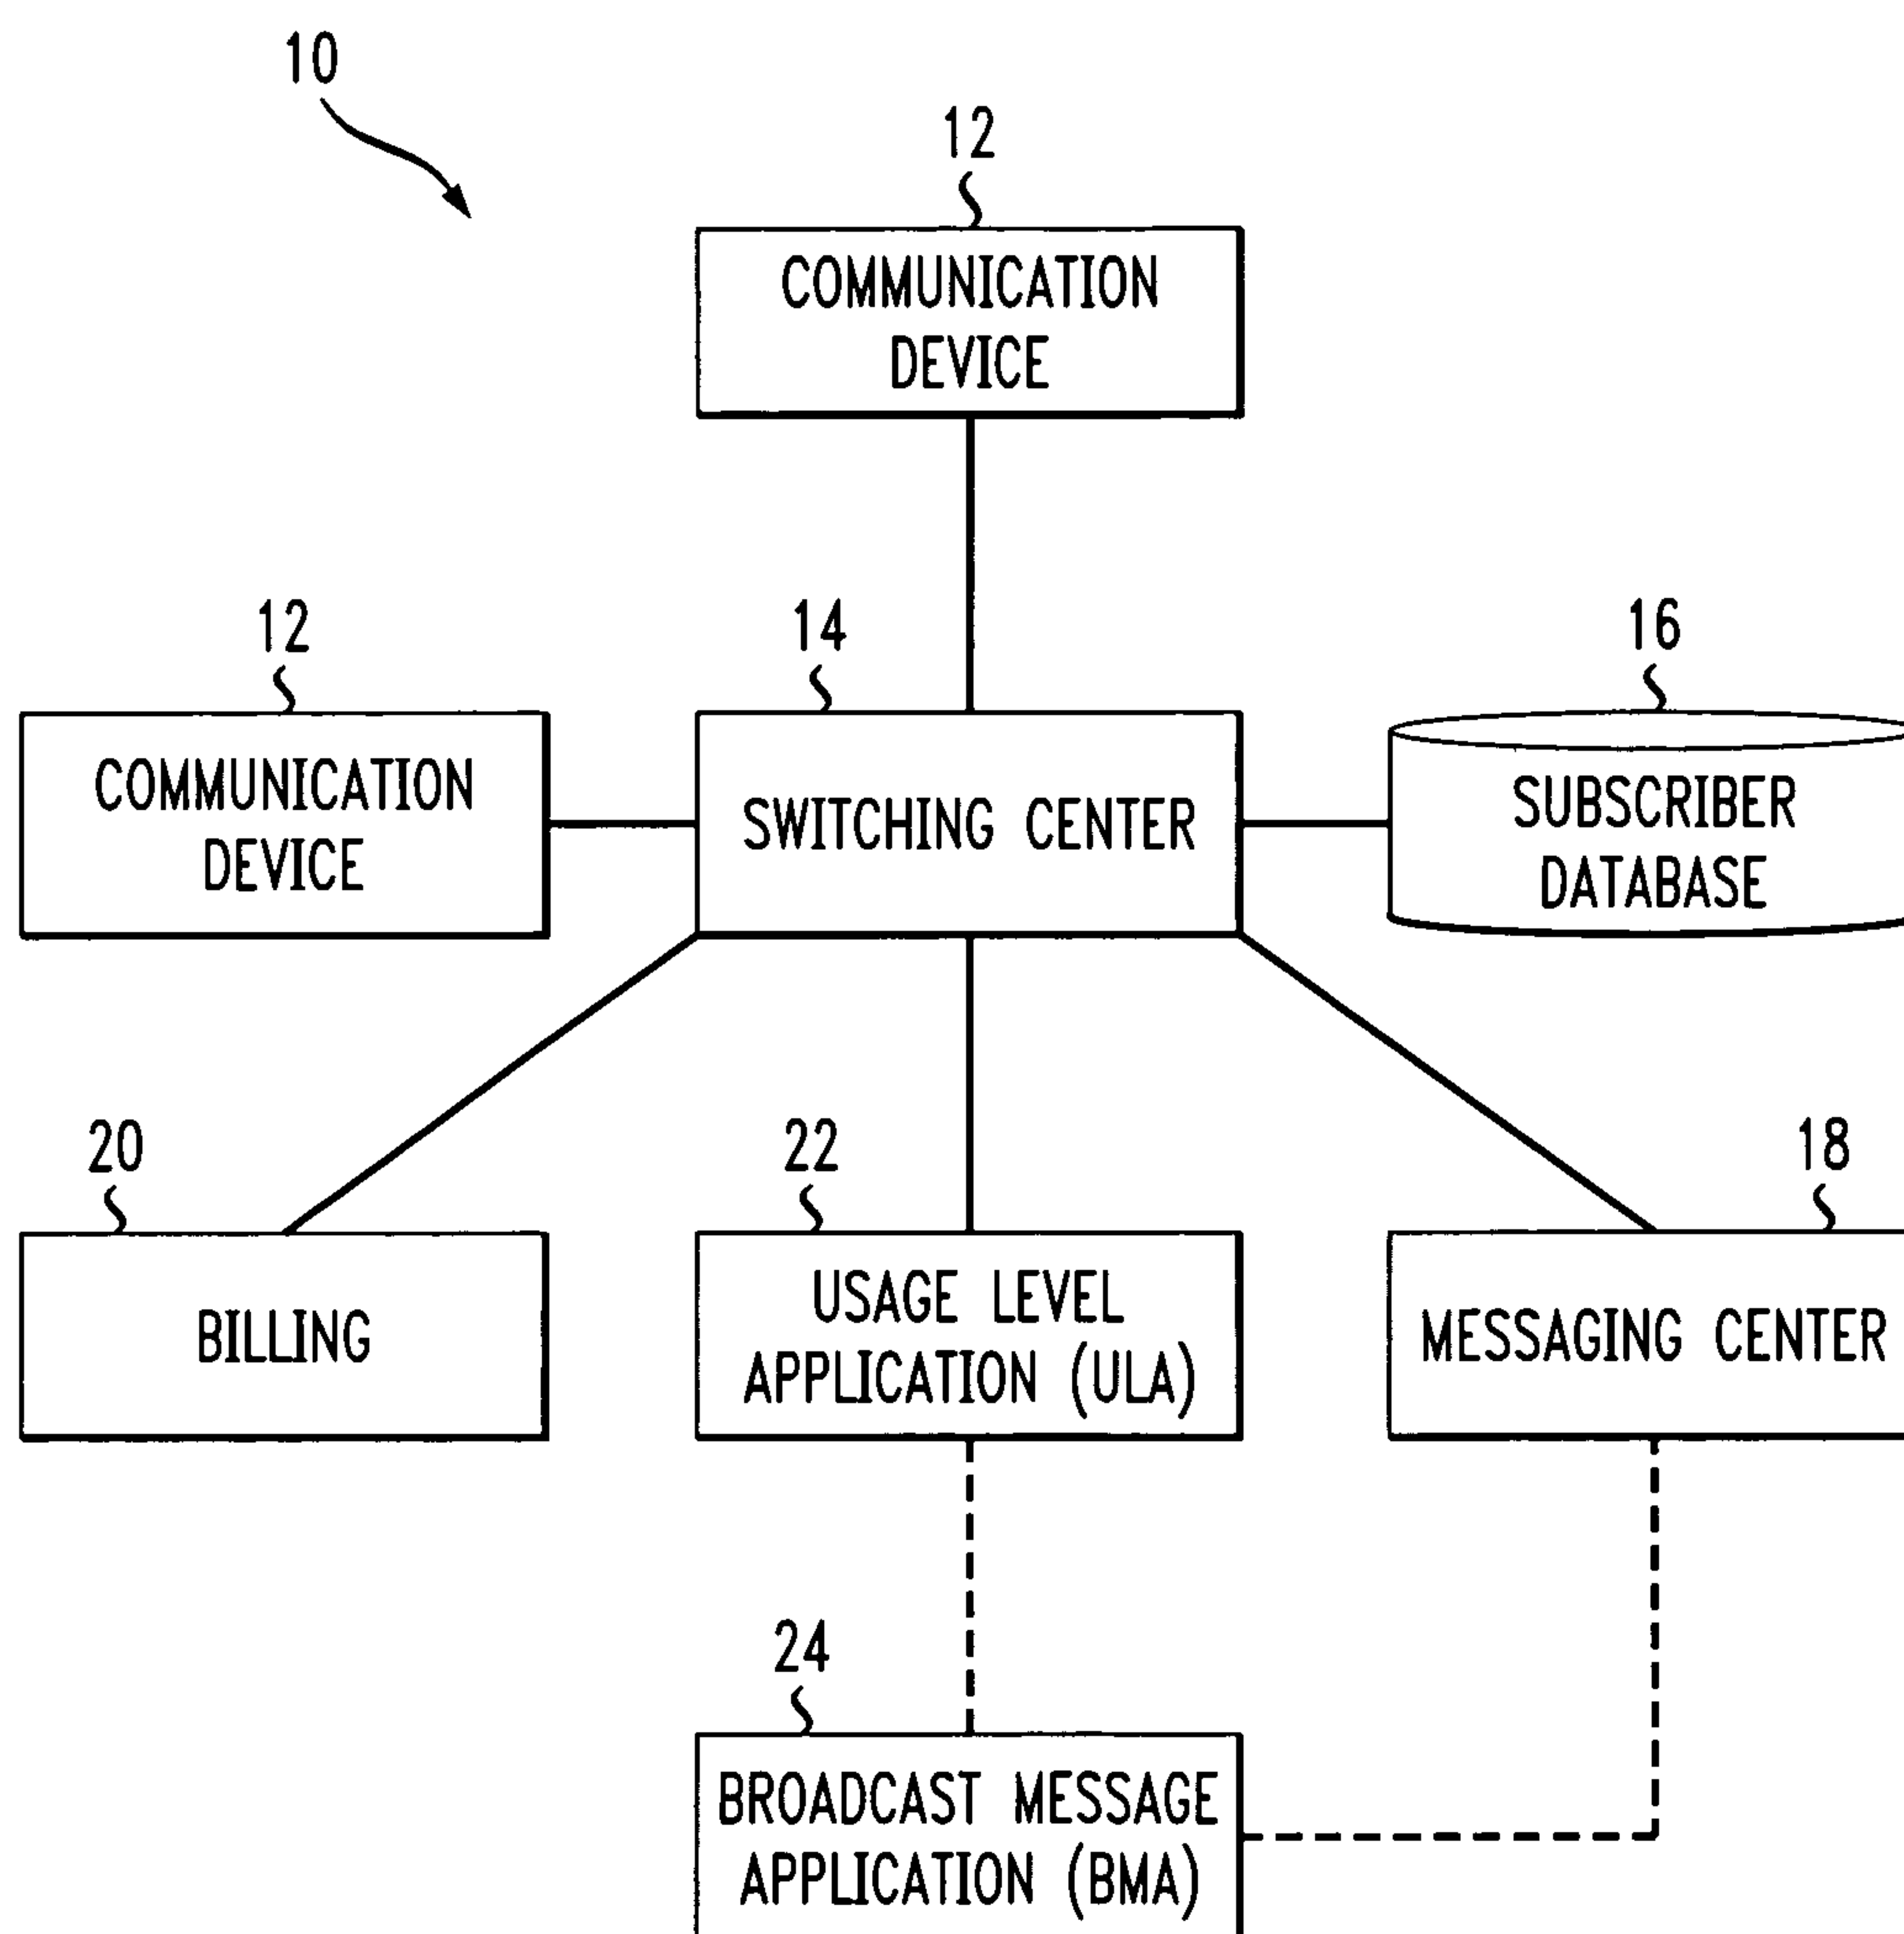 10
12
COMMUNICATION
DEVICE
12
14
16
COMMUNICATION
DEVICE
SWITCHING CENTER
SUBSCRIBER
DATABASE
20
22
18
BILLING
USAGE LEVEL
APPLICATION (ULA)
MESSAGING CENTER
24
BROADCAST MESSAGE
APPLICATION (BMA)